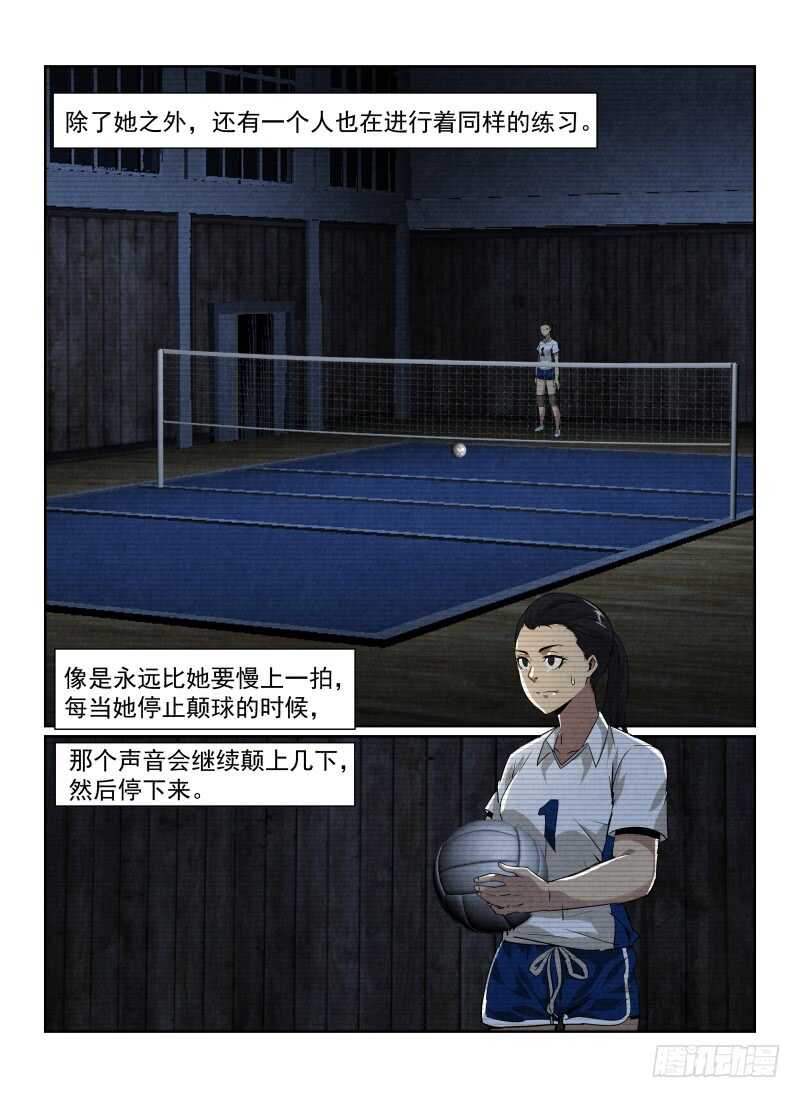 除了她之外，还有一个人也在进行着同样的练习。
1
像是永远比她要慢上一拍，
每当她停止颠球的时候，
那个声音会继续颠上几下，
然后停下来。
1
腾讯动漫